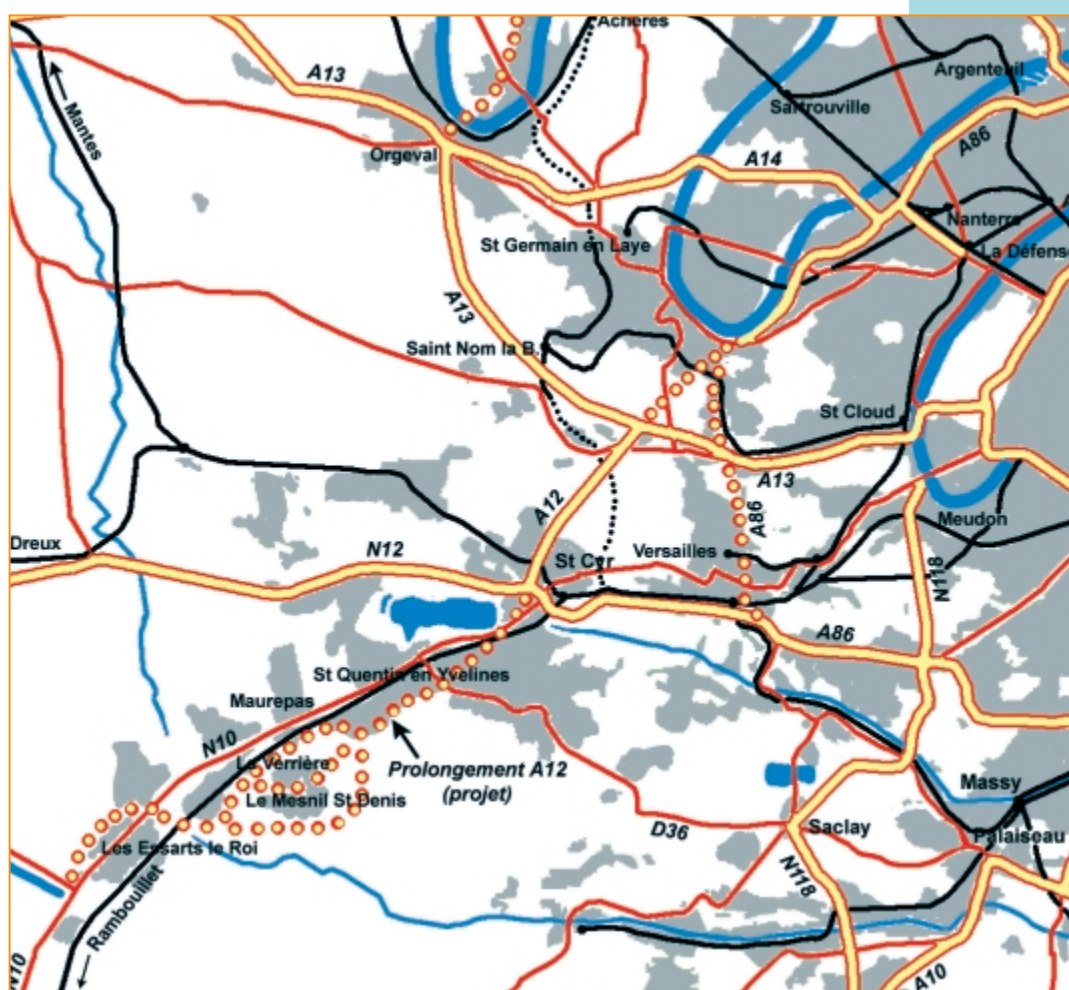 Achères
A13
Argenteuil
Sartrouville
Mantes
A86
Orgeval
A14
Nanterre
St Germain en Laye
La Défense
A13
Saint Nom la B.
St Cloud
A13
A12
A86
Meudon
Dreux
N12
Versailles
St Cyr
N118
A86
St Quentin en Yvelines
Maurepas
N10
La Verrière
Prolongement A12
(projet)
Le Mesnil St Denis
Massy
D36
Saclay
Palaiseau
Les Essarts le Roi
N118
Rambouillet
N10
A10